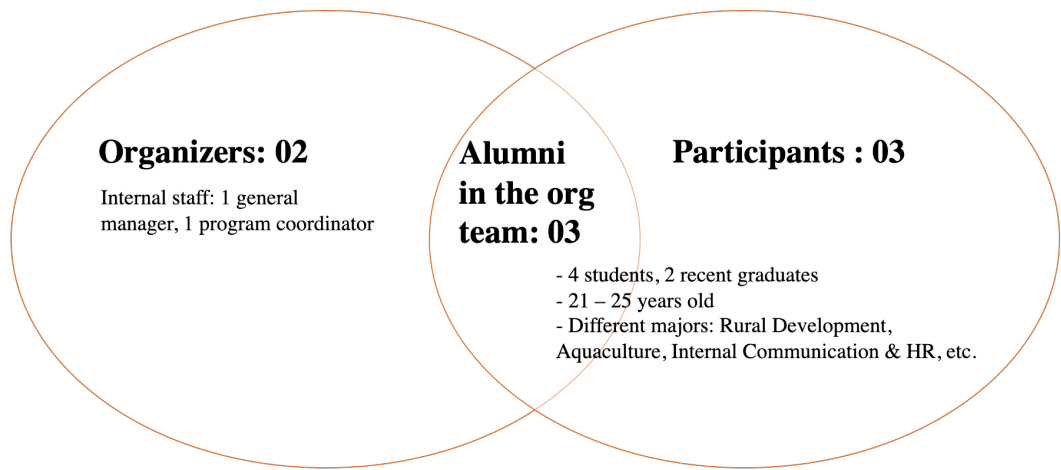 Organizers: 02
Internal staff: 1 general
manager, 1 program coordinator
Alumni
in the org
team: 03
Participants : 03
- 4 students, 2 recent graduates
- 21 – 25 years old
- Different majors: Rural Development,
Aquaculture, Internal Communication & HR, etc.